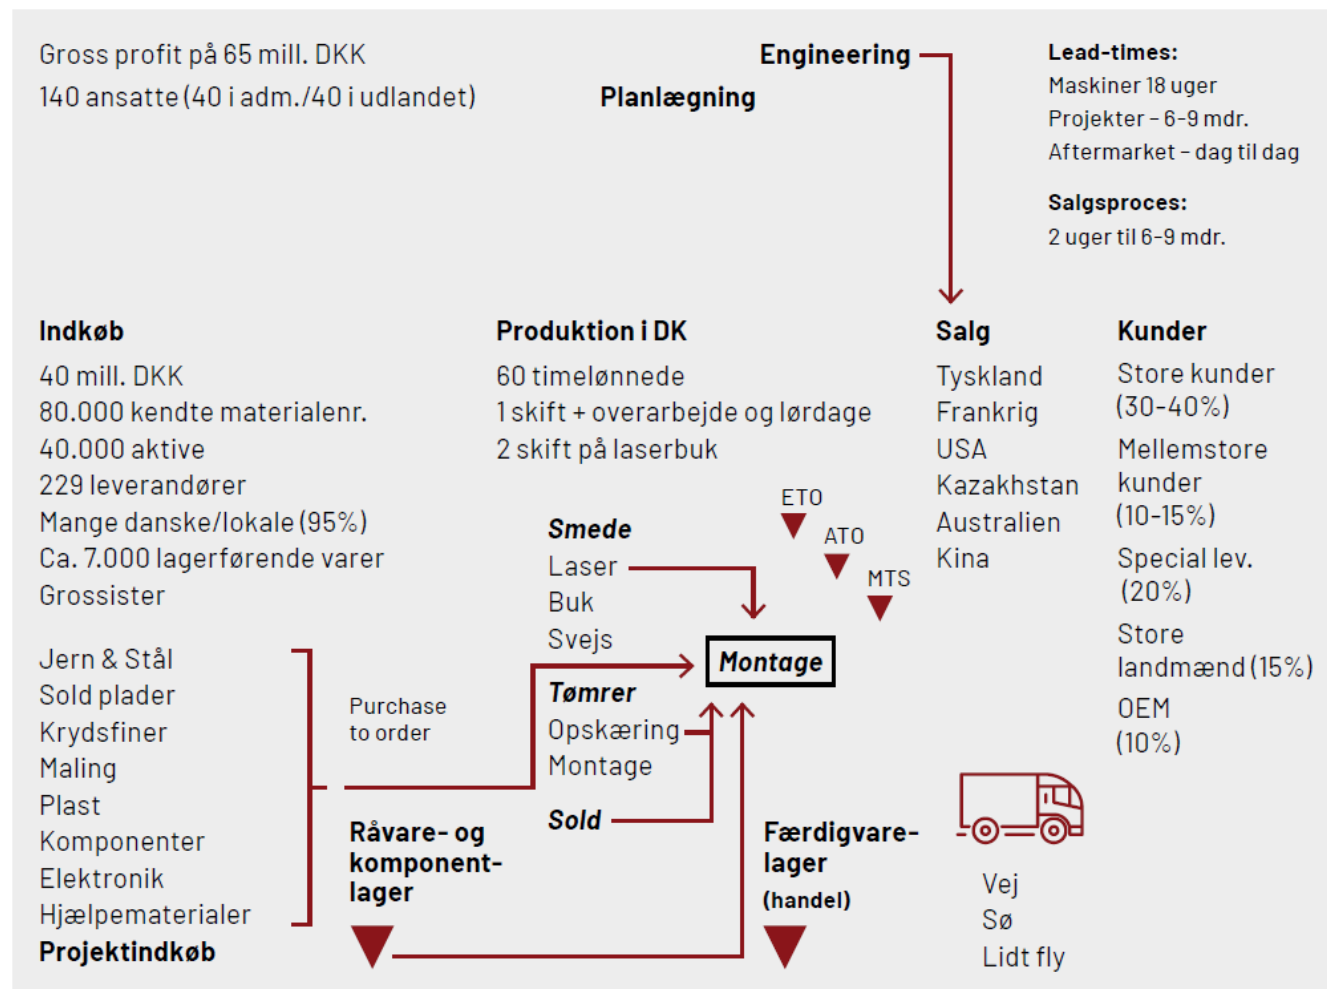 Gross profit på 65 mill. DKK
140 ansatte (40 i adm./40 i udlandet)
Engineering
Planlægning
Lead-times:
Maskiner 18 uger
Projekter – 6-9 mdr.
Aftermarket – dag til dag
Salgsproces:
2 uger til 6-9 mdr.
Indkøb
40 mill. DKK
80.000 kendte materialenr.
40.000 aktive
229 leverandører
Mange danske/lokale (95%)
Ca. 7.000 lagerførende varer
Grossister
Jern & Stål
Sold plader
Krydsfiner
Maling
Plast
Komponenter
Elektronik
Hjælpematerialer
Projektindkøb
Purchase
to order
Råvare- og
komponent-
lager
Produktion i DK
60 timelønnede
1 skift + overarbejde og lørdage
2 skift på laserbuk
ETO
ATO
MTS
Smede
Laser
Buk
Svejs
Montage
Tømrer
Opskæring
Montage
Sold
Færdigvare-
lager
(handel)
Salg
Tyskland
Frankrig
USA
Kazakhstan
Australien
Kina
Kunder
Store kunder
(30-40%)
Mellemstore
kunder
(10-15%)
Special lev.
(20%)
Store
landmænd (15%)
OEM
(10%)
Vej
Sø
Lidt fly